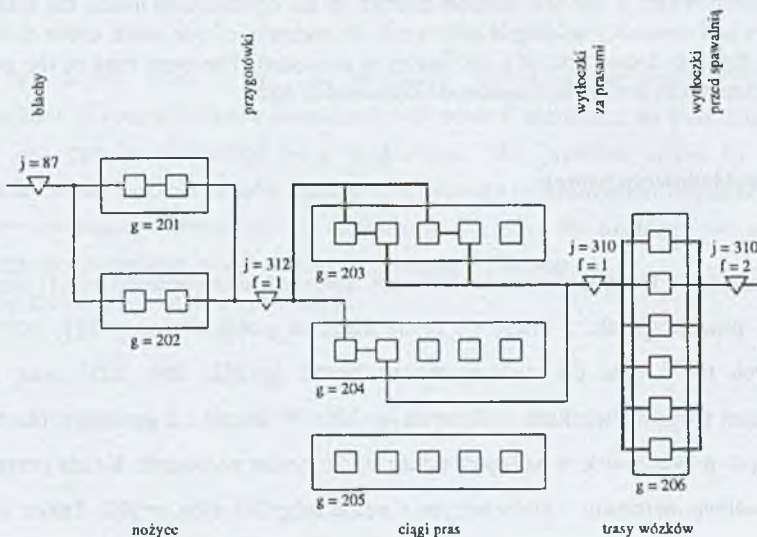 blachy
przygotówki
wytłoczki
za prasami
wytłoczki
przed spawalnią
j = 87
g = 201
g = 202
j = 312
f = 1
g = 203
g = 204
g = 205
j = 310
f = 1
j = 310
f = 2
g = 206
nożyce
ciągi pras
trasy wózków